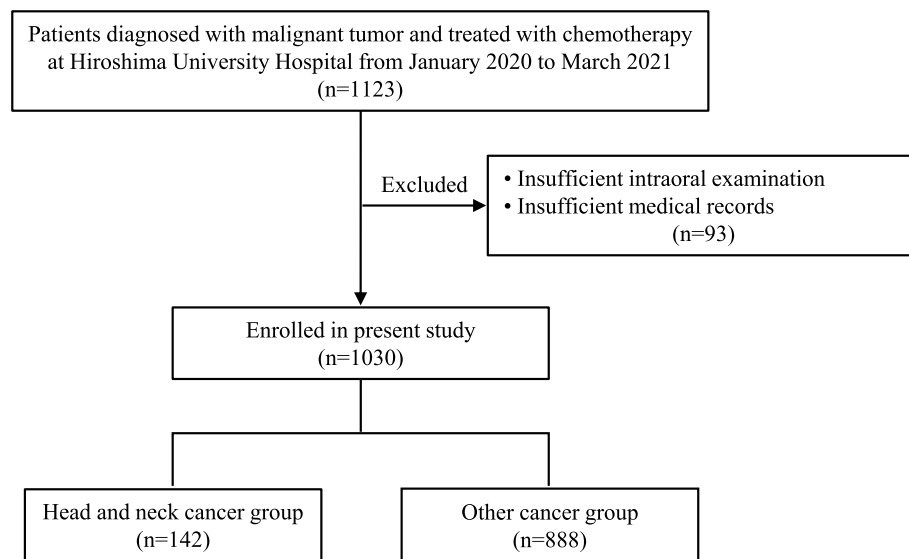 Patients diagnosed with malignant tumor and treated with chemotherapy
at Hiroshima University Hospital from January 2020 to March 2021
(n=1123)
Excluded
• Insufficient intraoral examination
• Insufficient medical records
(n=93)
Enrolled in present study
(n=1030)
Head and neck cancer group
(n=142)
Other cancer group
(n=888)